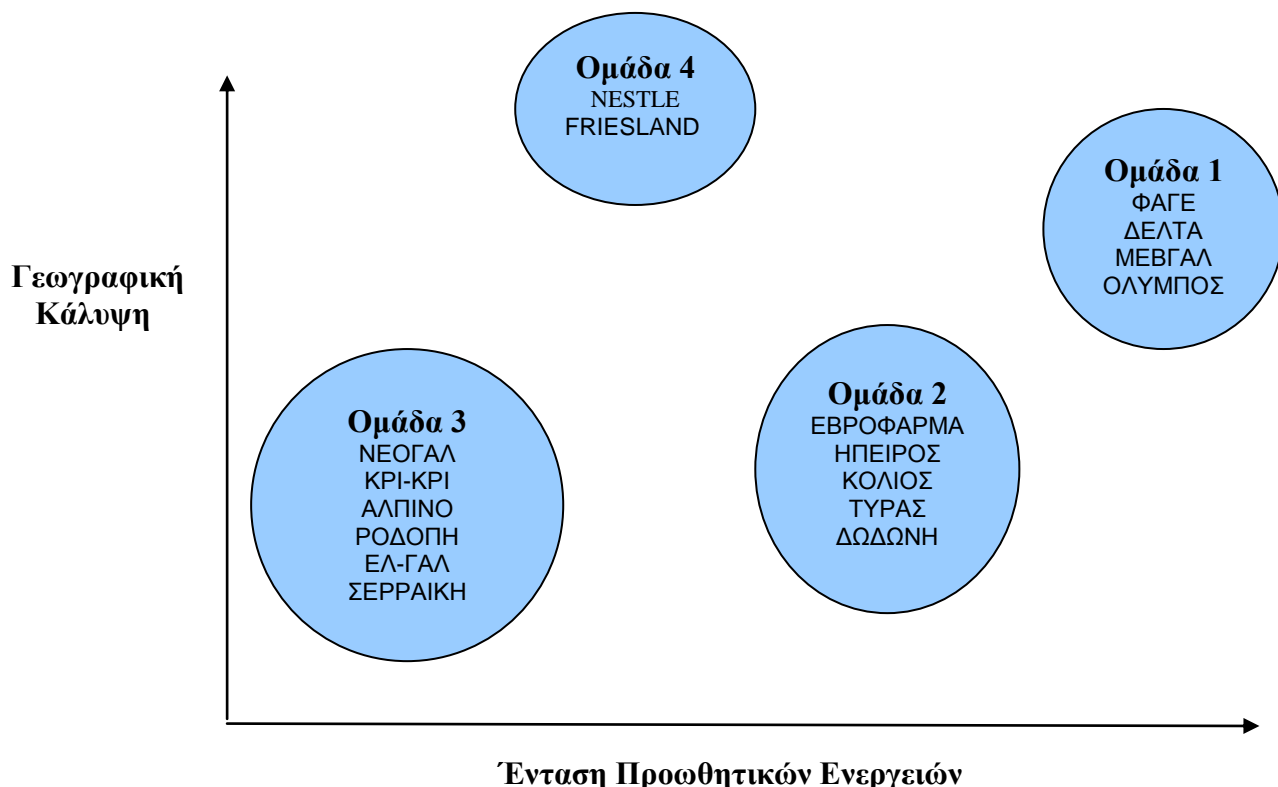 Ομάδα 4
NESTLE
FRIESLAND
Ομάδα 1
ΦΑΓΕ
ΔΕΛΤΑ
ΜΕΒΓΑΛ
ΟΛΥΜΠΟΣ
Γεωγραφική
Κάλυψη
Ομάδα 2
ΕΒΡΟΦΑΡΜΑ
ΗΠΕΙΡΟΣ
ΚΟΛΙΟΣ
ΤΥΡΑΣ
ΔΩΔΩΝΗ
Ομάδα 3
ΝΕΟΓΑΛ
ΚΡΙ-ΚΡΙ
ΑΛΠΙΝΟ
ΡΟΔΟΠΗ
ΕΛ-ΓΑΛ
ΣΕΡΡΑΙΚΗ
Ένταση Προωθητικών Ενεργειών